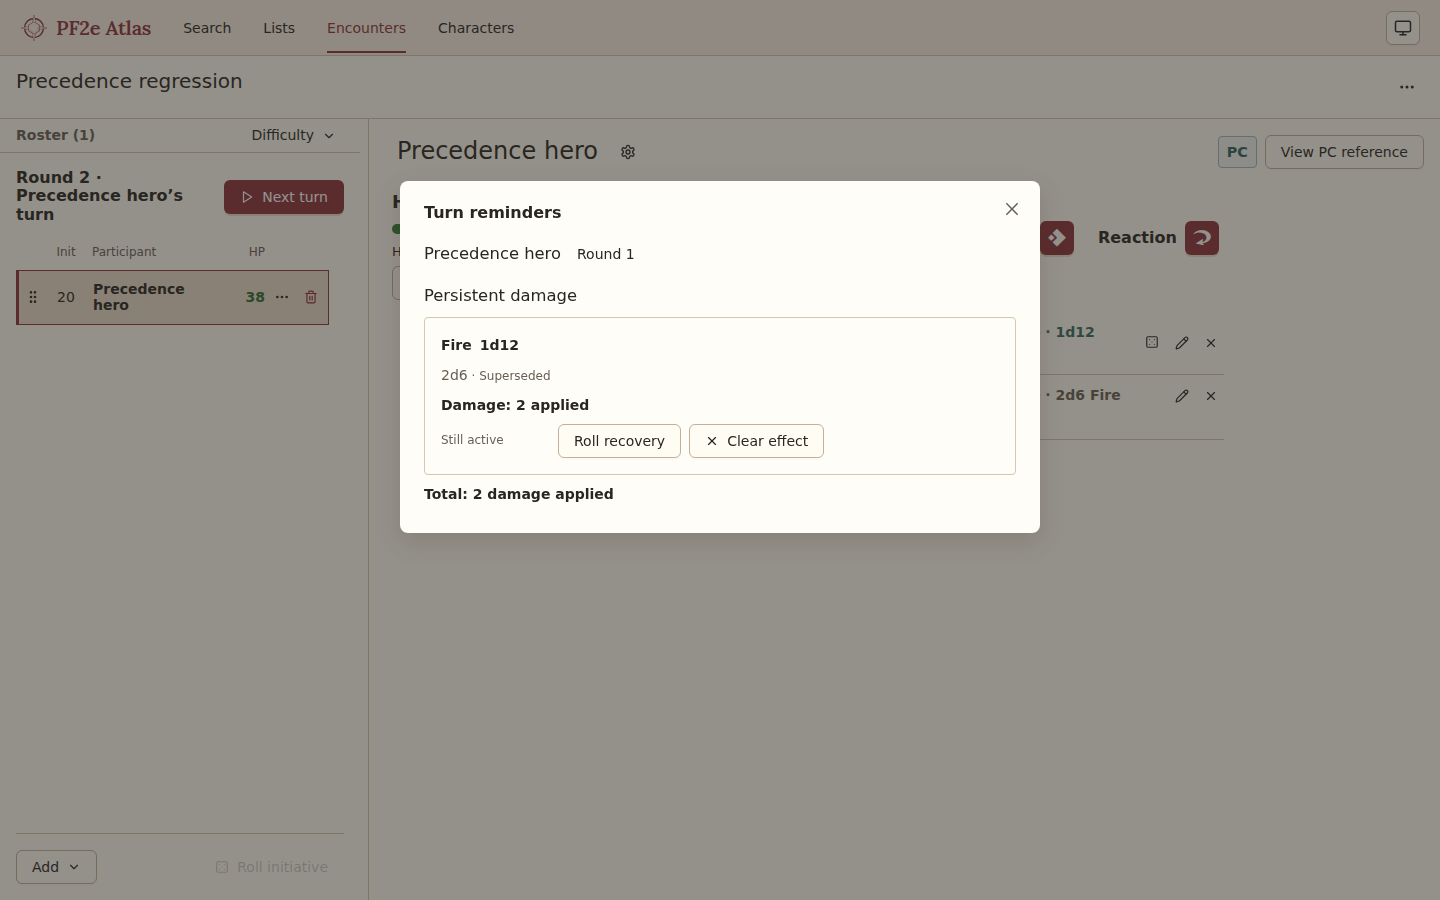 PF2e Atlas
Search
Lists
Encounters
Characters
Precedence regression
Roster (1)
Difficulty
Precedence hero
PC
View PC reference
Round 2 ·
Precedence hero’s
turn
Next turn
Init
Participant
HP
20
Precedence
hero
38
Turn reminders
Precedence hero
Round 1
Persistent damage
Fire 1d12
2d6 · Superseded
Damage: 2 applied
Still active
Roll recovery
Clear effect
Total: 2 damage applied
Reaction
· 1d12
· 2d6 Fire
Add
Roll initiative